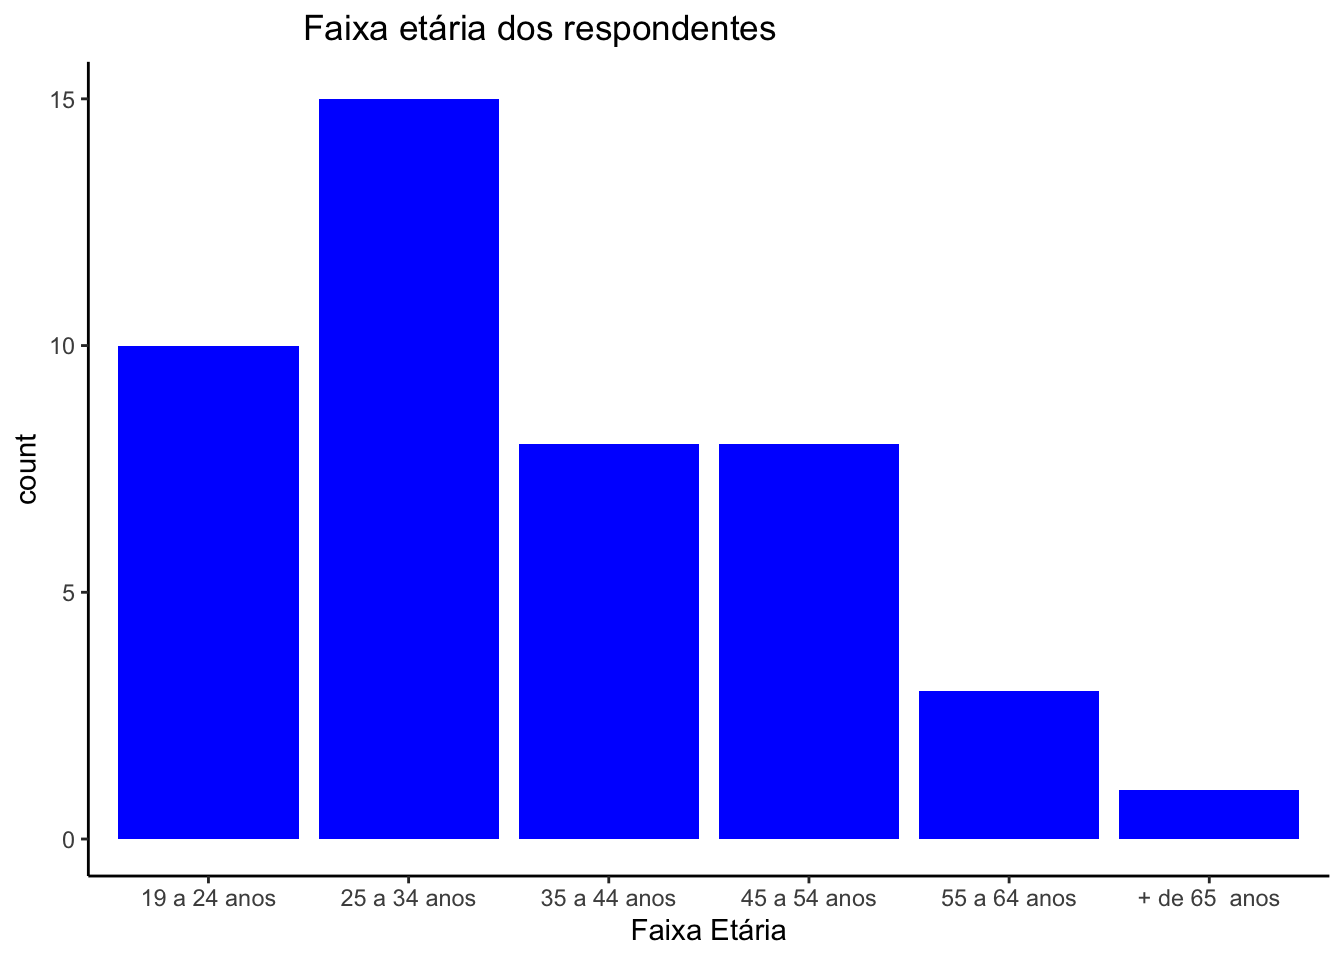 Faixa etária dos respondentes
15
10
5
0
count
19 a 24 anos
25 a 34 anos
35 a 44 anos
45 a 54 anos
55 a 64 anos
+ de 65  anos
Faixa Etária